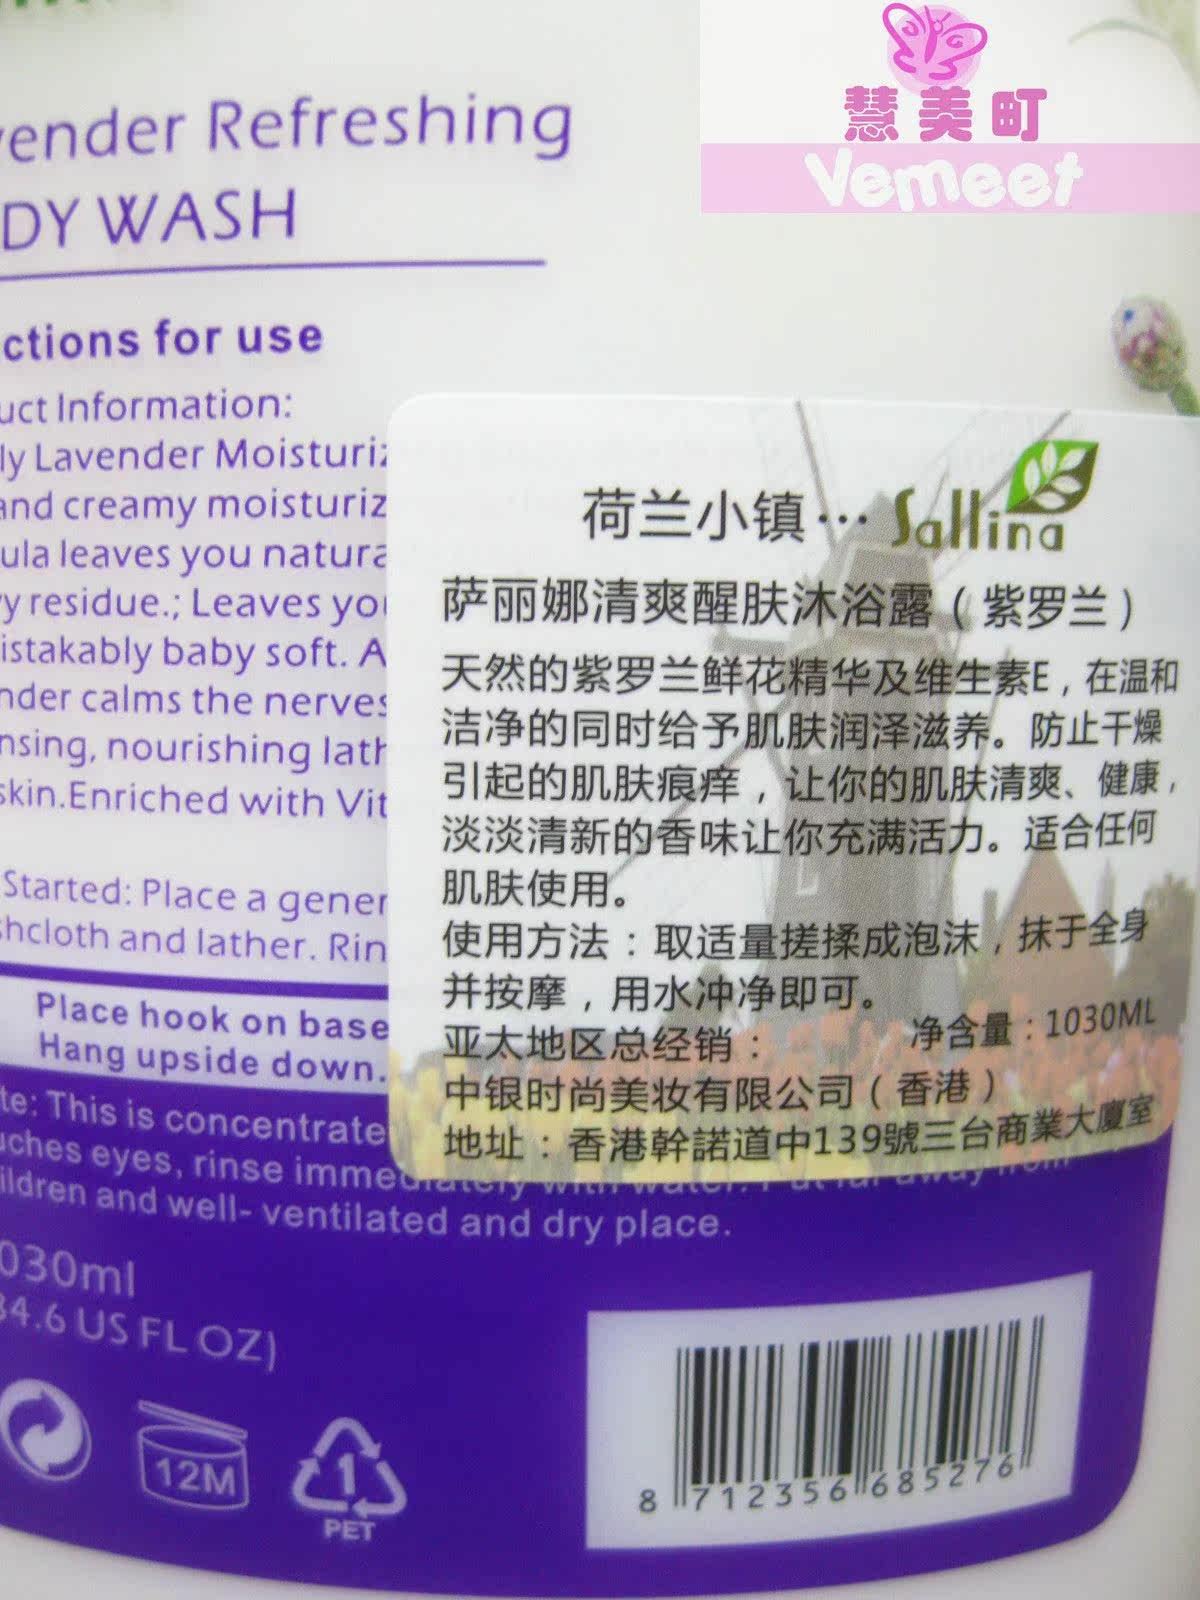 慧美町
Vemeet
vender Refreshing
DY WASH
ctions for use
uct Information:
ly Lavender Moisturiz
and creamy moisturiz
ula leaves you natura
y residue.; Leaves you
istakably baby soft. A
nder calms the nerves
nsing, nourishing lath
skin.Enriched with Vit
Started: Place a gener
hcloth and lather. Rin
Place hook on base
Hang upside down.
te: This is concentrate
uches eyes, rinse immediately with water.
ildren and well- ventilated and dry place.
030ml
34.6 US FL OZ)
12M
1
PET
荷兰小镇… Sallina
萨丽娜清爽醒肤沐浴露（紫罗兰）
天然的紫罗兰鲜花精华及维生素E，在温和
洁净的同时给予肌肤润泽滋养。防止干燥
引起的肌肤痕痒，让你的肌肤清爽、健康，
淡淡清新的香味让你充满活力。适合任何
肌肤使用。
使用方法：取适量搓揉成泡沫，抹于全身
并按摩，用水冲净即可。
亚太地区总经销： 净含量：1030ML
中银时尚美妆有限公司（香港）
地址：香港幹諾道中139號三台商業大廈室
8 712356 685276